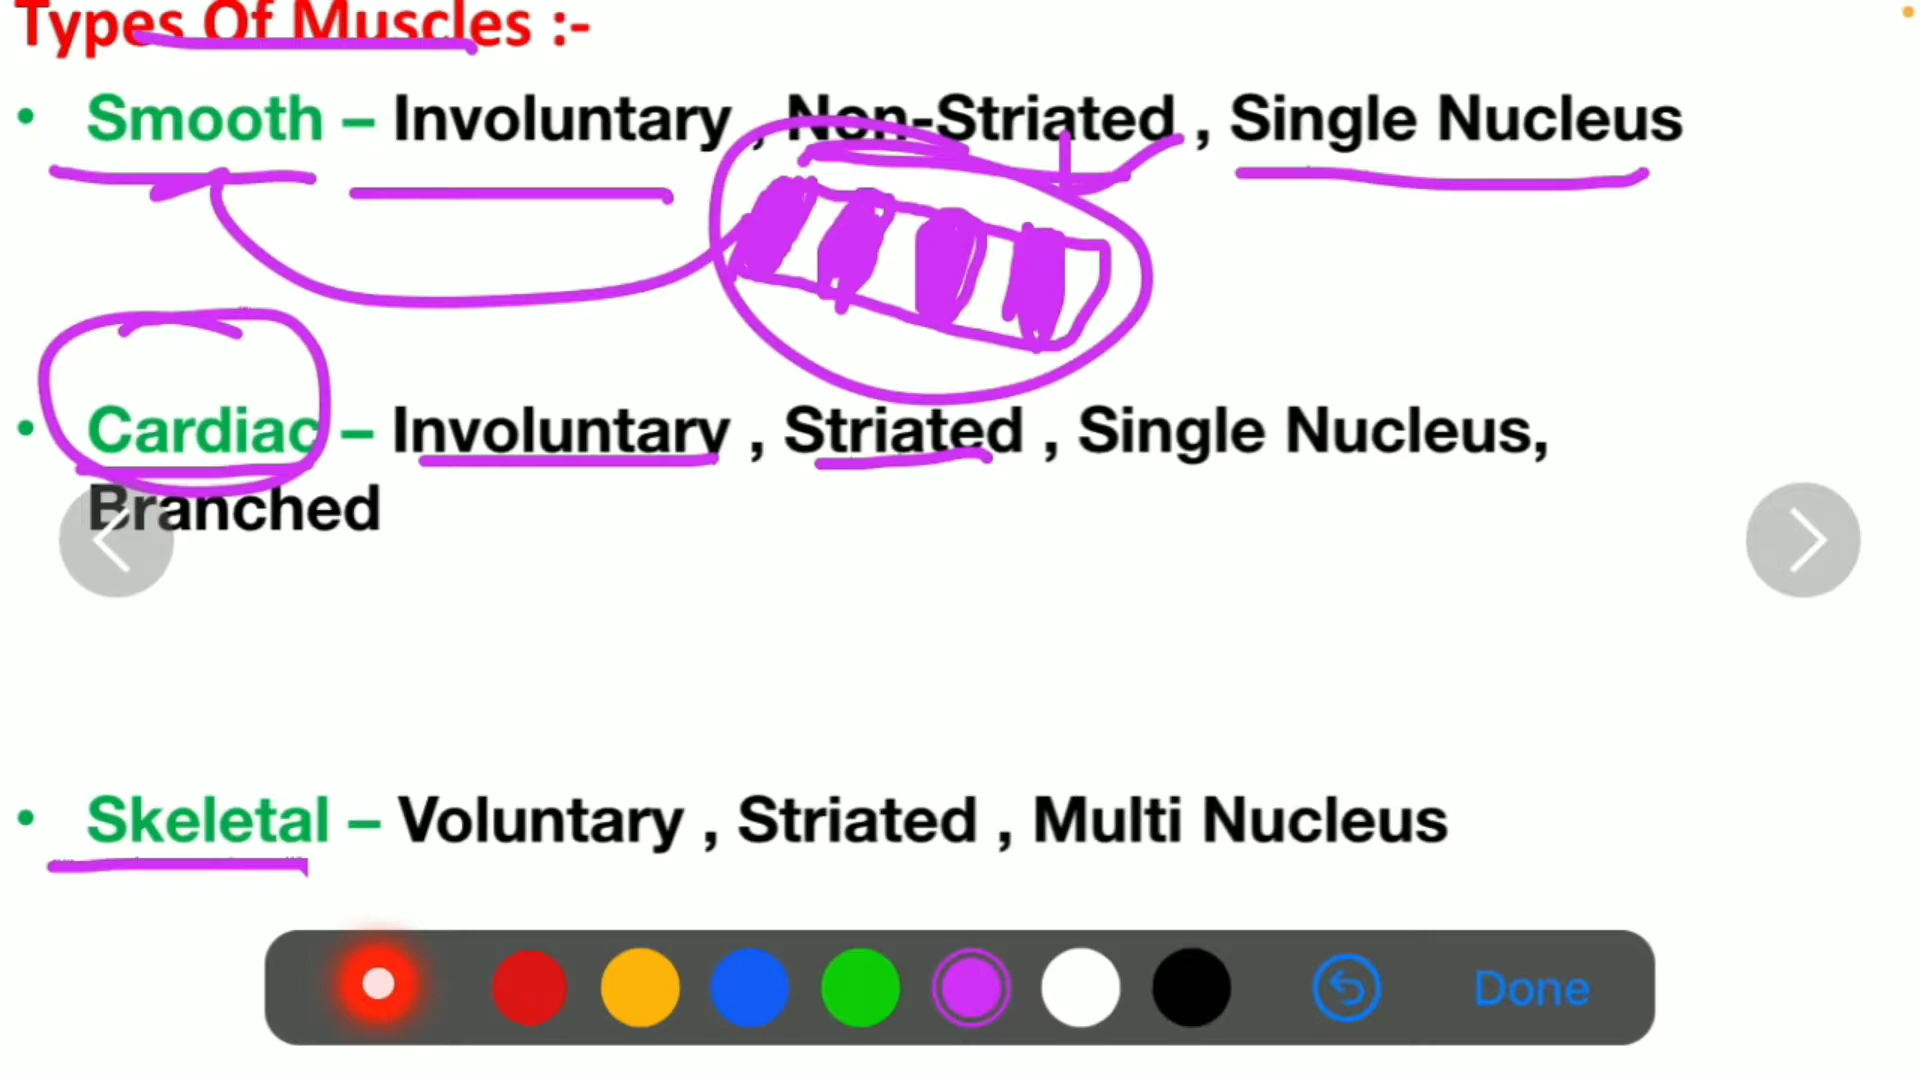 Types Of Muscles :-
• Smooth – Involuntary , Non-Striated , Single Nucleus
• Cardiac – Involuntary , Striated , Single Nucleus,
Branched
• Skeletal – Voluntary , Striated , Multi Nucleus
Done